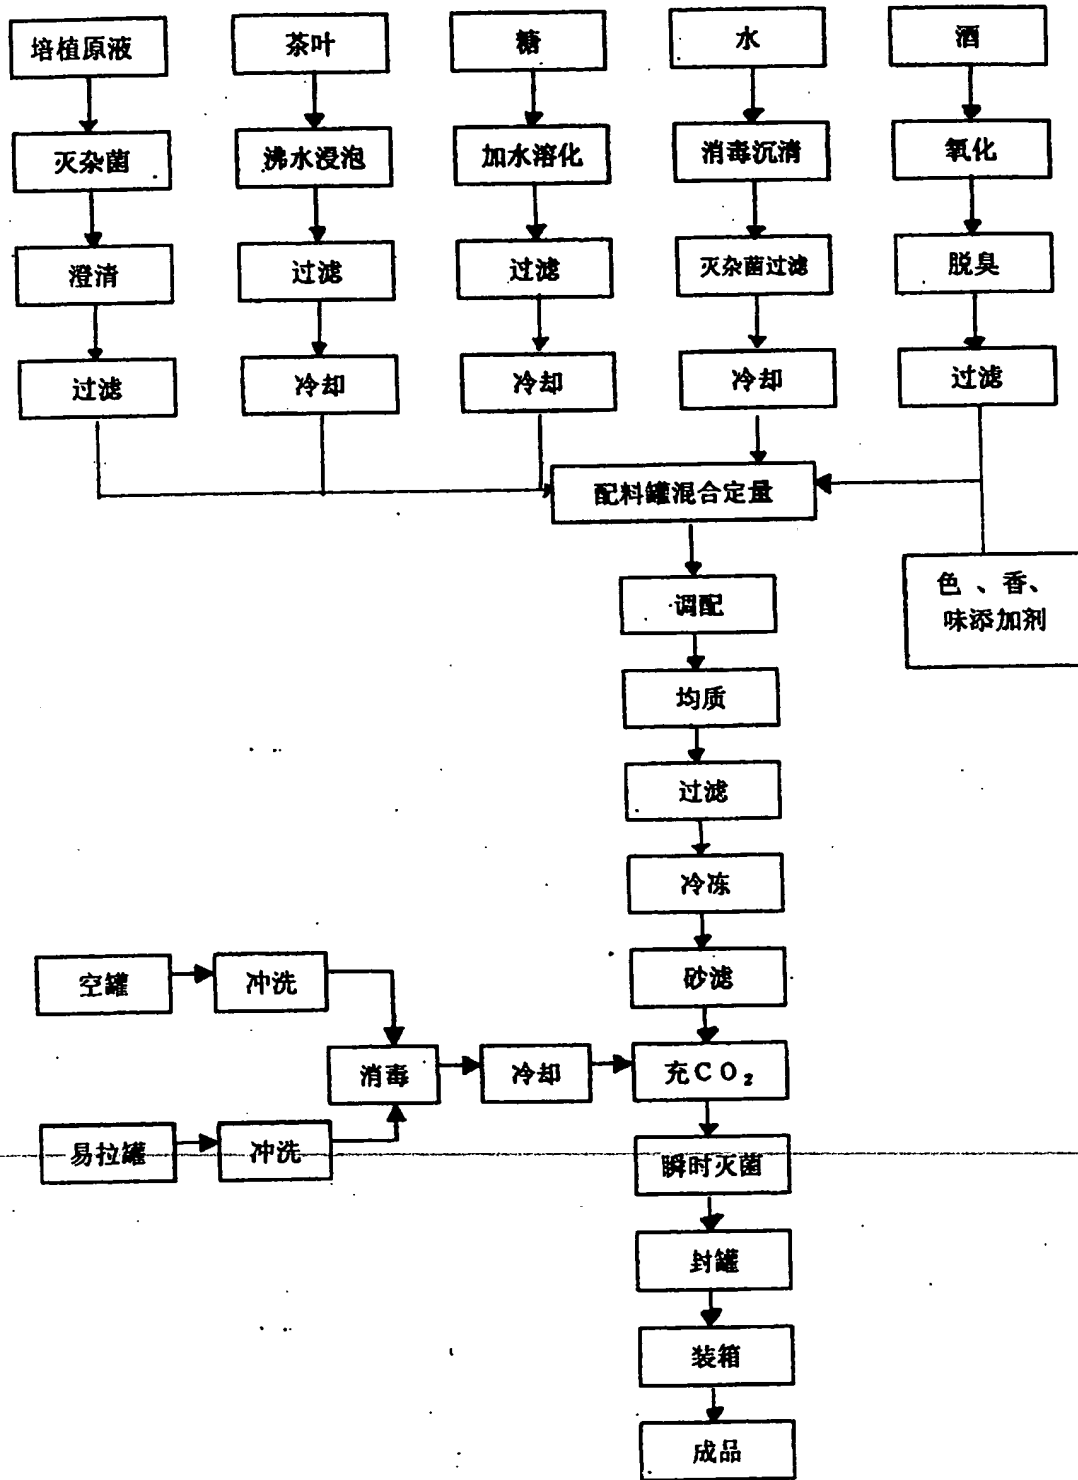 培植原液
茶叶
糖
水
酒
灭杂菌
沸水浸泡
加水溶化
消毒沉清
氧化
澄清
过滤
过滤
灭杂菌过滤
脱臭
过滤
冷却
冷却
冷却
过滤
配料罐混合定量
色、香、
味添加剂
调配
均质
过滤
冷冻
砂滤
空罐
冲洗
消毒
冷却
充CO₂
易拉罐
冲洗
瞬时灭菌
封罐
装箱
成品